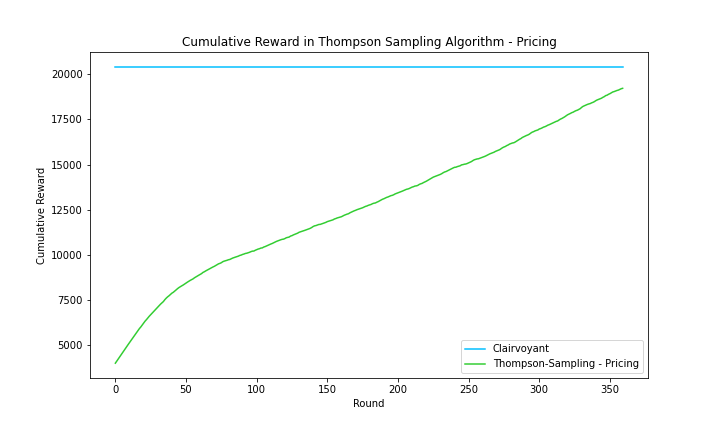 Cumulative Reward in Thompson Sampling Algorithm - Pricing
20000
17500
15000
12500
10000
7500
5000
Cumulative Reward
0 50 100 150 200 250 300 350
Round
Clairvoyant
Thompson-Sampling - Pricing